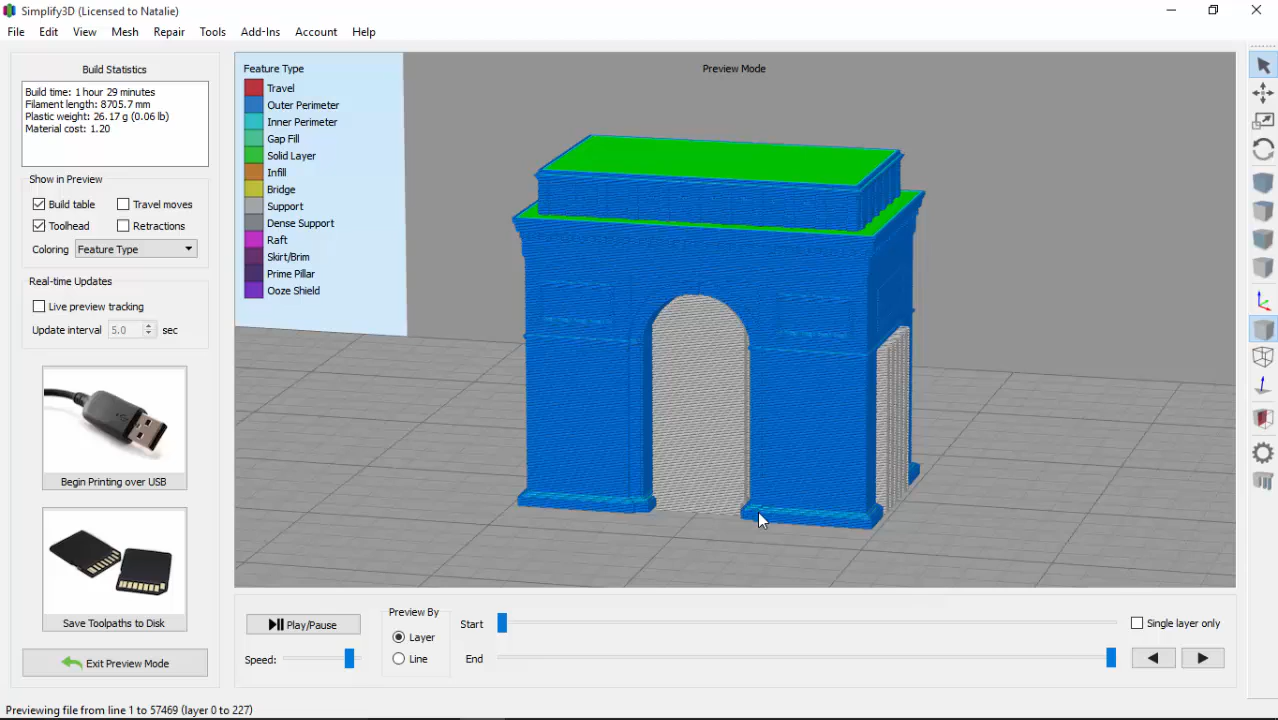 Simplify3D (Licensed to Natalie)
File Edit View Mesh Repair Tools Add-Ins Account Help
Build Statistics
Build time: 1 hour 29 minutes
Filament length: 8705.7 mm
Plastic weight: 26.17 g (0.06 lb)
Material cost: 1.20
Show in Preview
Build table Travel moves
Toolhead Retractions
Coloring Feature Type
Real-time Updates
Live preview tracking
Update interval 5.0 sec
Begin Printing over USB
Save Toolpaths to Disk
Exit Preview Mode
Feature Type
Travel
Outer Perimeter
Inner Perimeter
Gap Fill
Solid Layer
Infill
Bridge
Support
Dense Support
Raft
Skirt/Brim
Prime Pillar
Ooze Shield
Preview Mode
Play/Pause
Speed:
Preview By
Layer
Line
Start
End
Single layer only
Previewing file from line 1 to 57469 (layer 0 to 227)